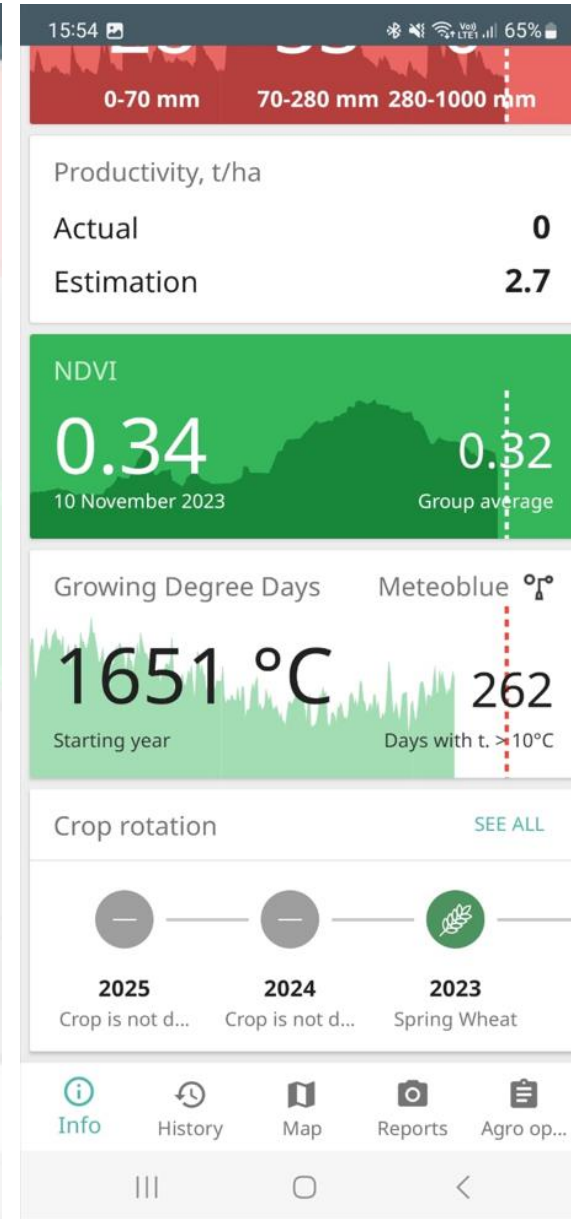 15:54 Vo)) LTE1 65%
0-70 mm 70-280 mm 280-1000 mm
Productivity, t/ha
Actual 0
Estimation 2.7
NDVI
0.34 0.32
10 November 2023 Group average
Growing Degree Days Meteoblue
1651 °C 262
Starting year Days with t. > 10°C
Crop rotation SEE ALL
2025 2024 2023
Crop is not d... Crop is not d... Spring Wheat
Info History Map Reports Agro op...